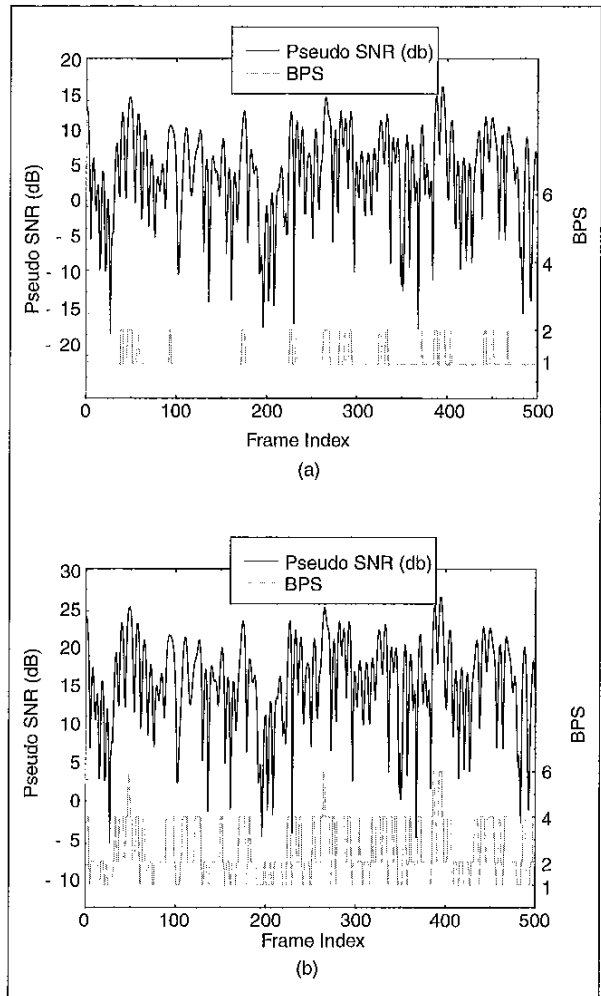 Pseudo SNR (db)
BPS
20
15
10
5
0
- 5
- 10
- 15
- 20
Pseudo SNR (dB)
6
4
2
1
BPS
0 100 200 300 400 500
Frame Index
(a)
Pseudo SNR (db)
BPS
30
25
20
15
10
5
0
- 5
- 10
Pseudo SNR (dB)
6
4
2
1
BPS
0 100 200 300 400 500
Frame Index
(b)